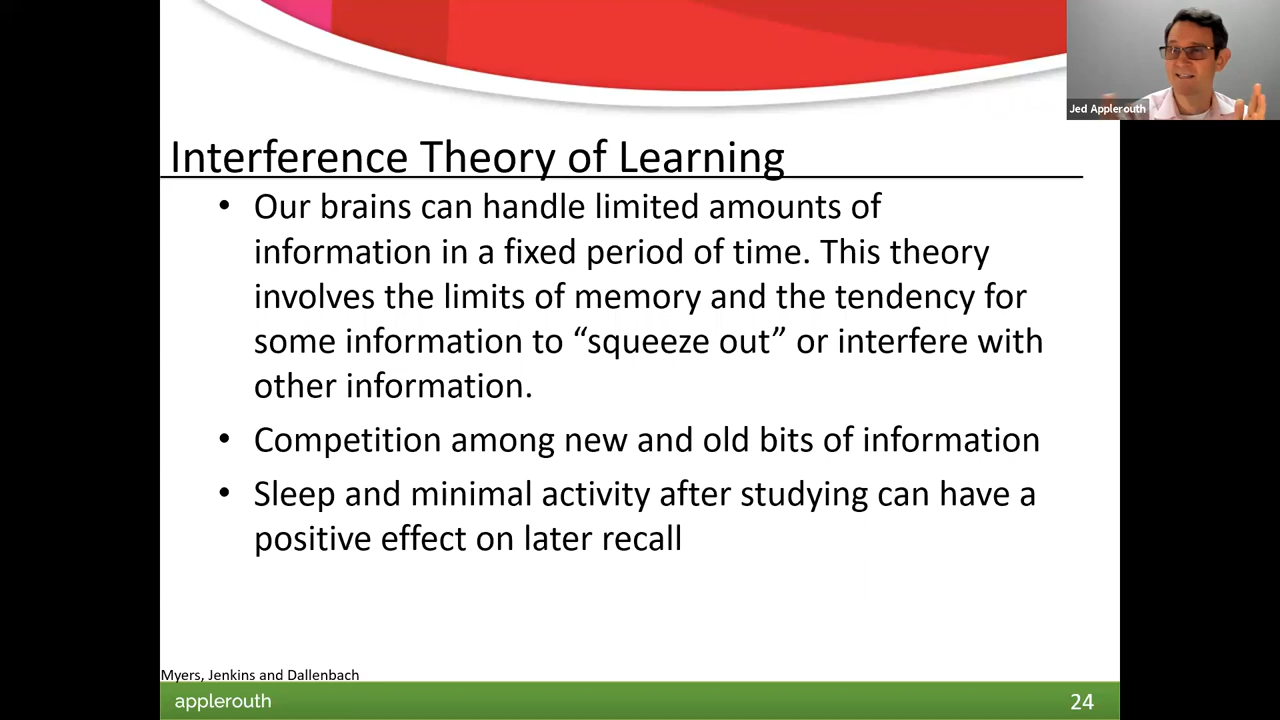 Jed Applerouth
Interference Theory of Learning
• Our brains can handle limited amounts of
information in a fixed period of time. This theory
involves the limits of memory and the tendency for
some information to “squeeze out” or interfere with
other information.
• Competition among new and old bits of information
• Sleep and minimal activity after studying can have a
positive effect on later recall
Myers, Jenkins and Dallenbach
applerouth
24